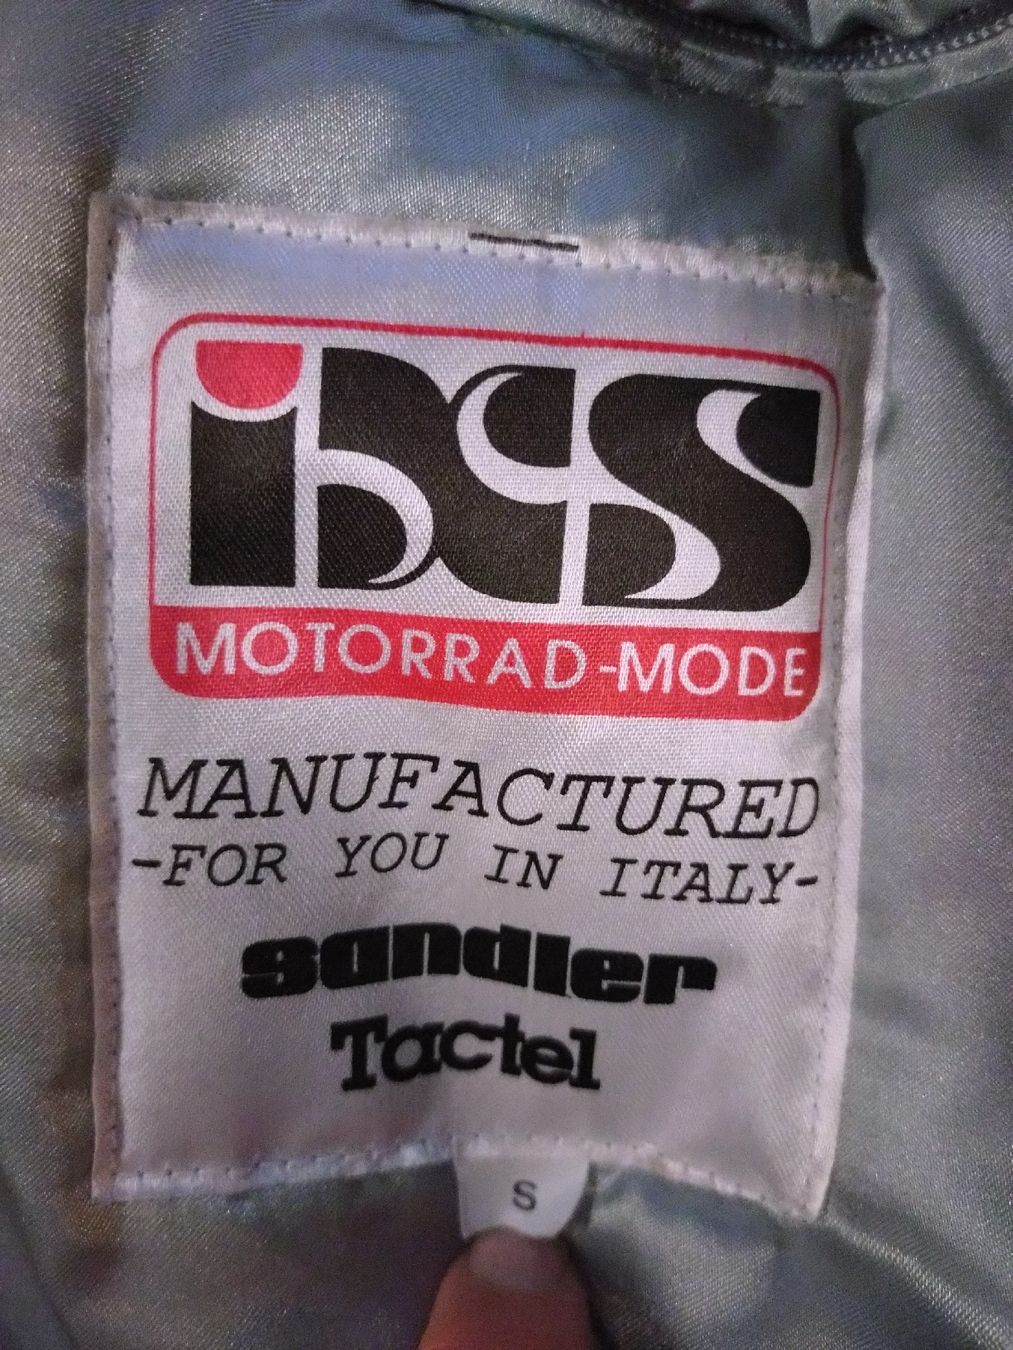 ixs
MOTORRAD-MODE
MANUFACTURED
-FOR YOU IN ITALY-
sandler
Tactel
S